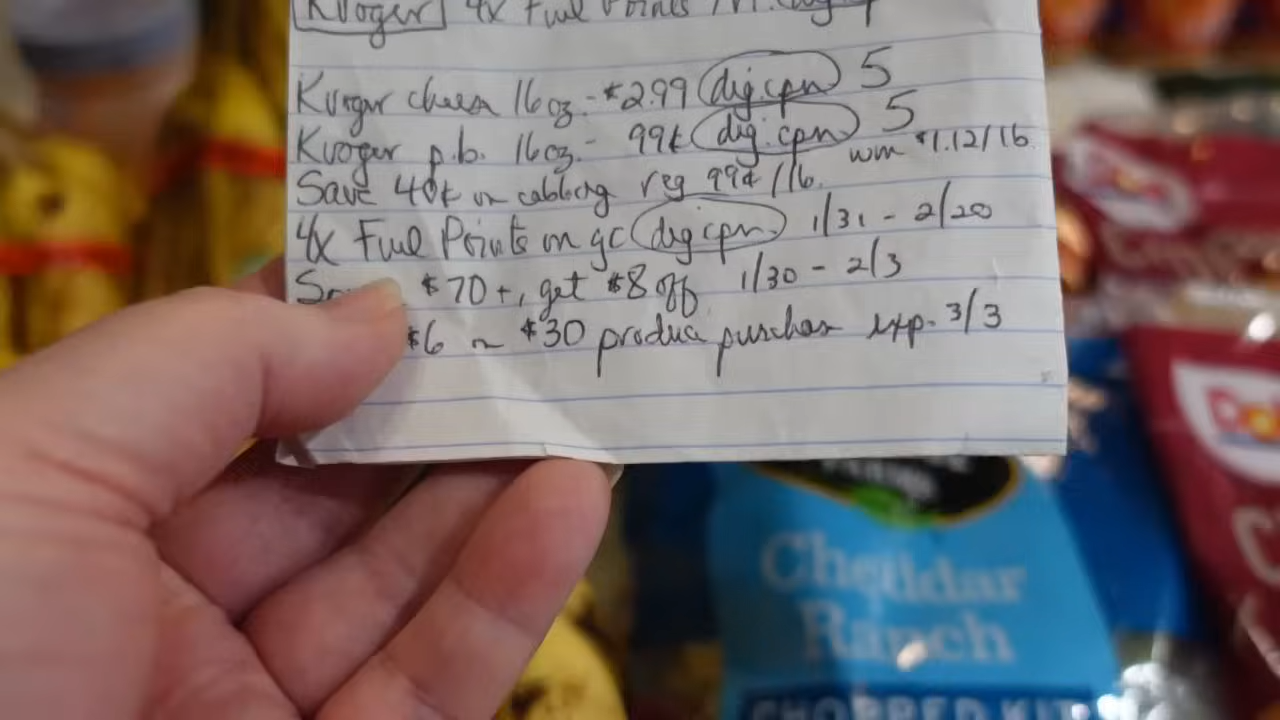 Kroger 4x Fuel Points
Kroger cheese 16oz - $2.99 dig.cpn 5
Kroger p.b. 16oz. - 99¢ dig.cpn 5
wm $1.12/lb.
Save 40¢ on cabbage reg 99¢/lb.
4x Fuel Points on gc dig cpn 1/31 - 2/20
$70+, get $8 off 1/30 - 2/3
$6 on $30 produce purchase exp. 3/3
Cheddar
Ranch
CHOPPED KIT
Dole